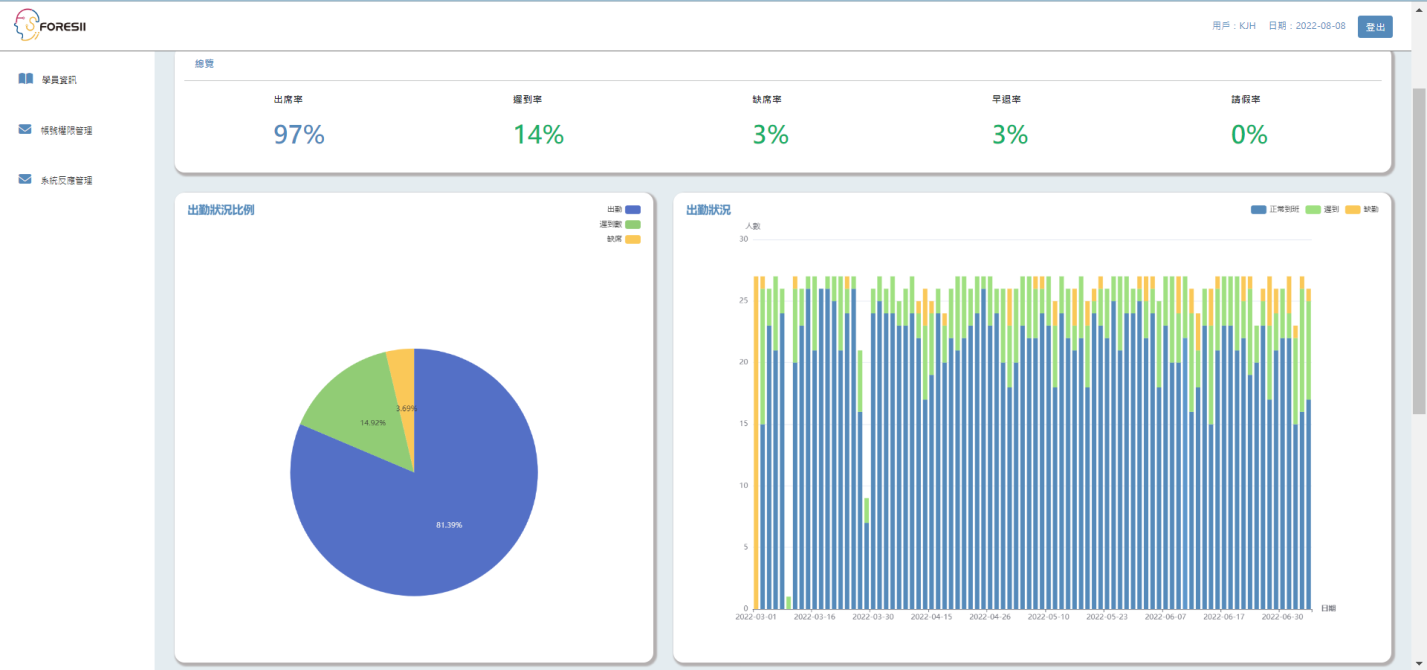 FORESII
用戶：KJH 日期：2022-08-08 登出
學員資訊
帳號權限管理
系統反應管理
總覽
出席率 遲到率 缺席率 早退率 請假率
97% 14% 3% 3% 0%
出勤狀況比例
出勤
遲到數
缺席
3.69%
14.92%
81.39%
出勤狀況
正常到班 遲到 缺勤
人數
30
25
20
15
10
5
0
日期
2022-03-01 2022-03-16 2022-03-30 2022-04-15 2022-04-26 2022-05-10 2022-05-23 2022-06-07 2022-06-17 2022-06-30